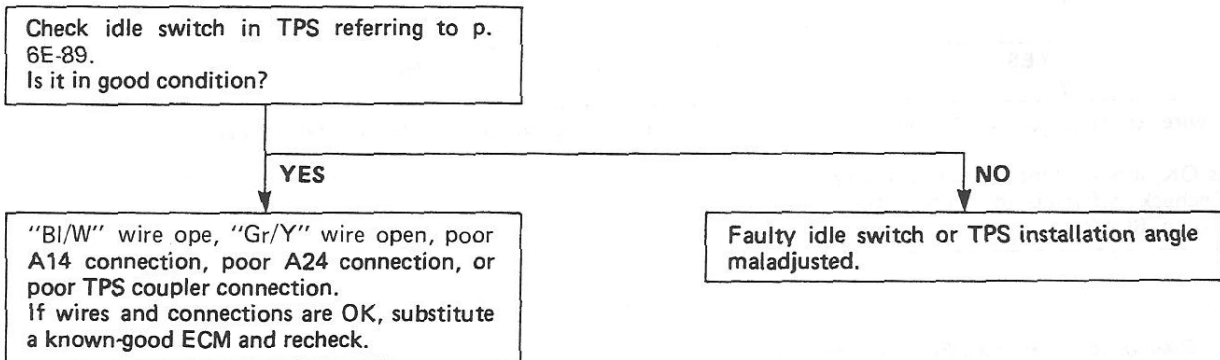 Check idle switch in TPS referring to p.
6E-89.
Is it in good condition?
YES
NO
"Bl/W" wire ope, "Gr/Y" wire open, poor
A14 connection, poor A24 connection, or
poor TPS coupler connection.
If wires and connections are OK, substitute
a known-good ECM and recheck.
Faulty idle switch or TPS installation angle
maladjusted.